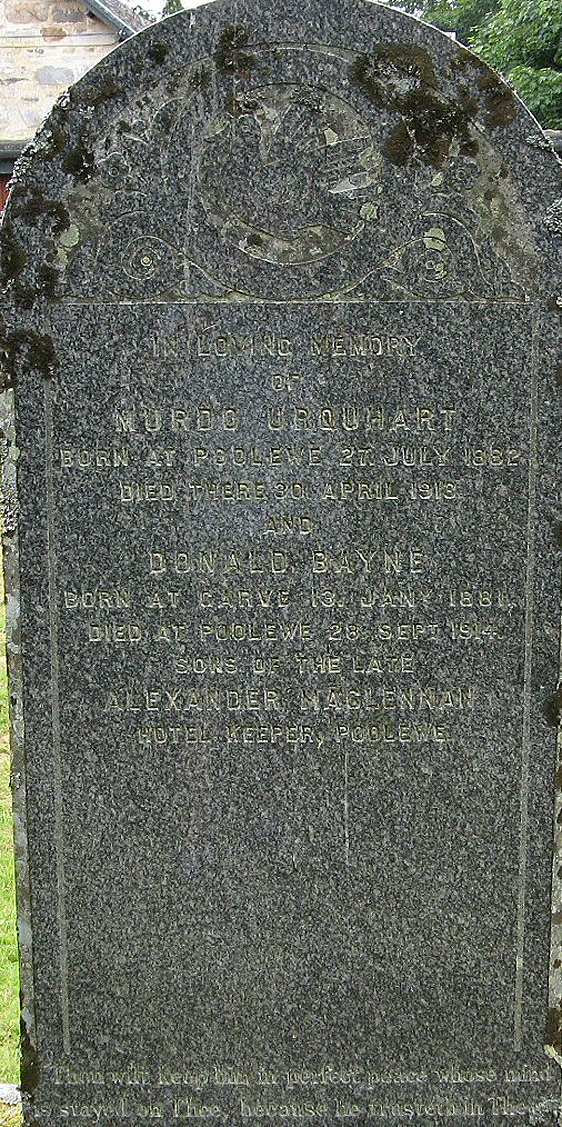 IN LOVING MEMORY
OF
MURDO URQUHART
BORN AT POOLEWE 27. JULY 1882
DIED THERE 30. APRIL 1913
AND
DONALD BAYNE
BORN AT GARVE 13. JANY 1881,
DIED AT POOLEWE 28. SEPT 1914.
SONS OF THE LATE
ALEXANDER MACLENNAN
HOTEL KEEPER, POOLEWE.
Thou wilt keep him in perfect peace whose mind
is stayed on Thee, because he trusteth in Thee